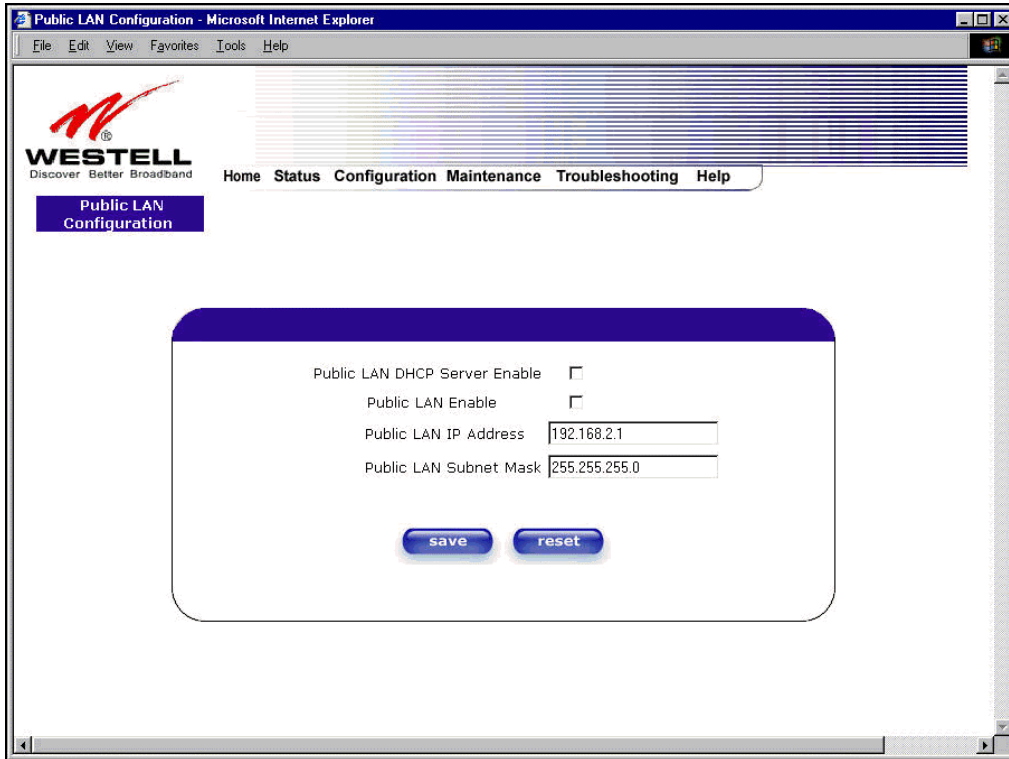 Public LAN Configuration - Microsoft Internet Explorer
File Edit View Favorites Tools Help
®
WESTELL
Discover Better Broadband
Home Status Configuration Maintenance Troubleshooting Help
Public LAN
Configuration
Public LAN DHCP Server Enable
Public LAN Enable
Public LAN IP Address 192.168.2.1
Public LAN Subnet Mask 255.255.255.0
save reset